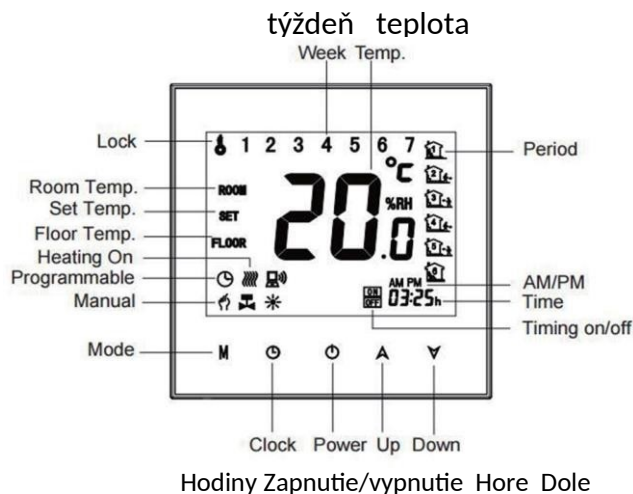 týždeň teplota
Week Temp.
Lock 1 2 3 4 5 6 7 Period
°C
Room Temp. ROOM
20.0 %RH
Set Temp. SET
Floor Temp. FLOOR
Heating On
Programmable
AM PM AM/PM
Manual ON OFF 03:25h Time
Timing on/off
Mode M
Clock Power Up Down
Hodiny Zapnutie/vypnutie Hore Dole